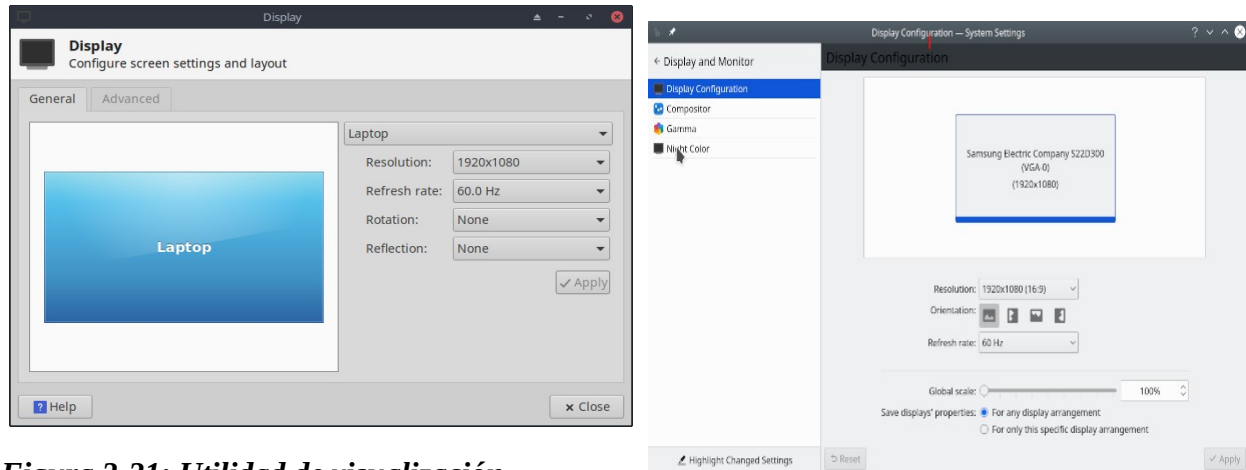 Display
Display
Configure screen settings and layout
General Advanced
Laptop
Laptop
Resolution: 1920x1080
Refresh rate: 60.0 Hz
Rotation: None
Reflection: None
Apply
Help
Close
Figura 2-21: Utilidad de visualización
Display Configuration — System Settings
Display and Monitor
Display Configuration
Compositor
Gamma
Night Color
Display Configuration
Samsung Electric Company S22D300
(VGA-0)
(1920x1080)
Resolution: 1920x1080 (16:9)
Orientation:
Refresh rate: 60 Hz
Global scale: 100%
Save displays' properties: For any display arrangement
For only this specific display arrangement
Highlight Changed Settings
Reset
Apply